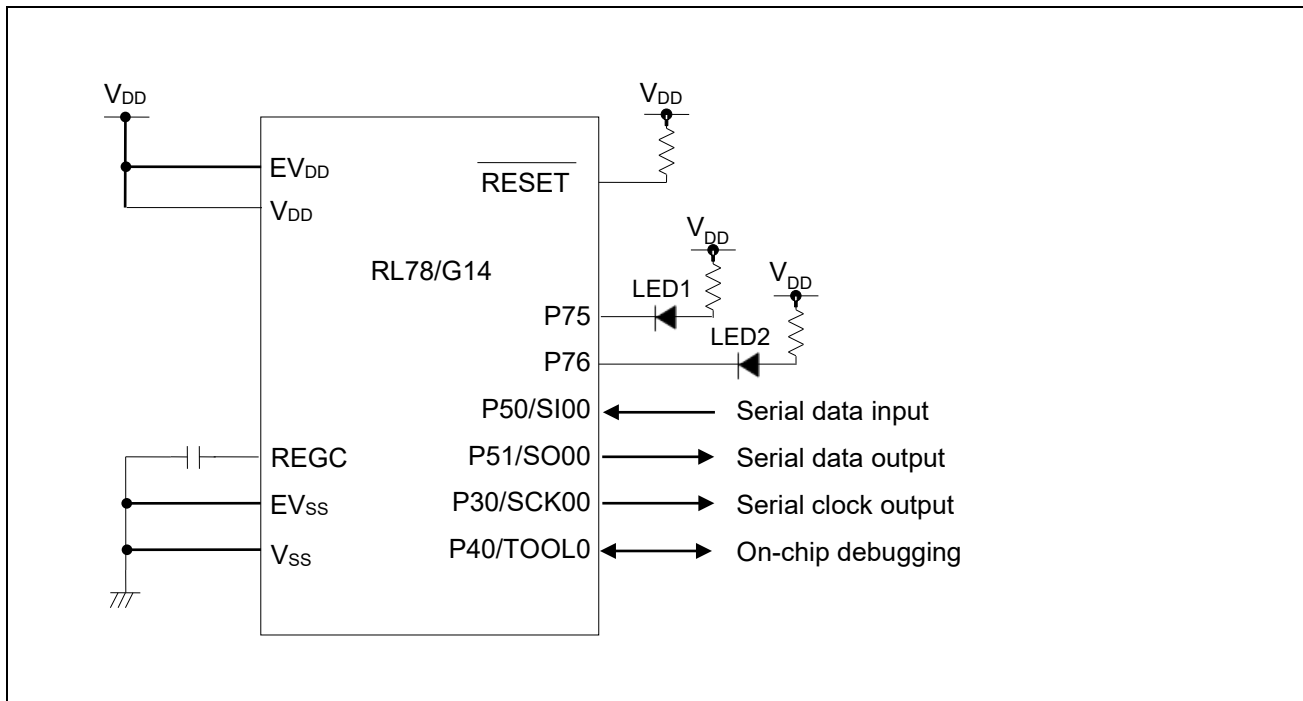 VDD
EVDD
VDD
RL78/G14
REGC
EVSS
VSS
VDD
RESET
VDD
LED1
P75
VDD
LED2
P76
P50/SI00
Serial data input
P51/SO00
Serial data output
P30/SCK00
Serial clock output
P40/TOOL0
On-chip debugging